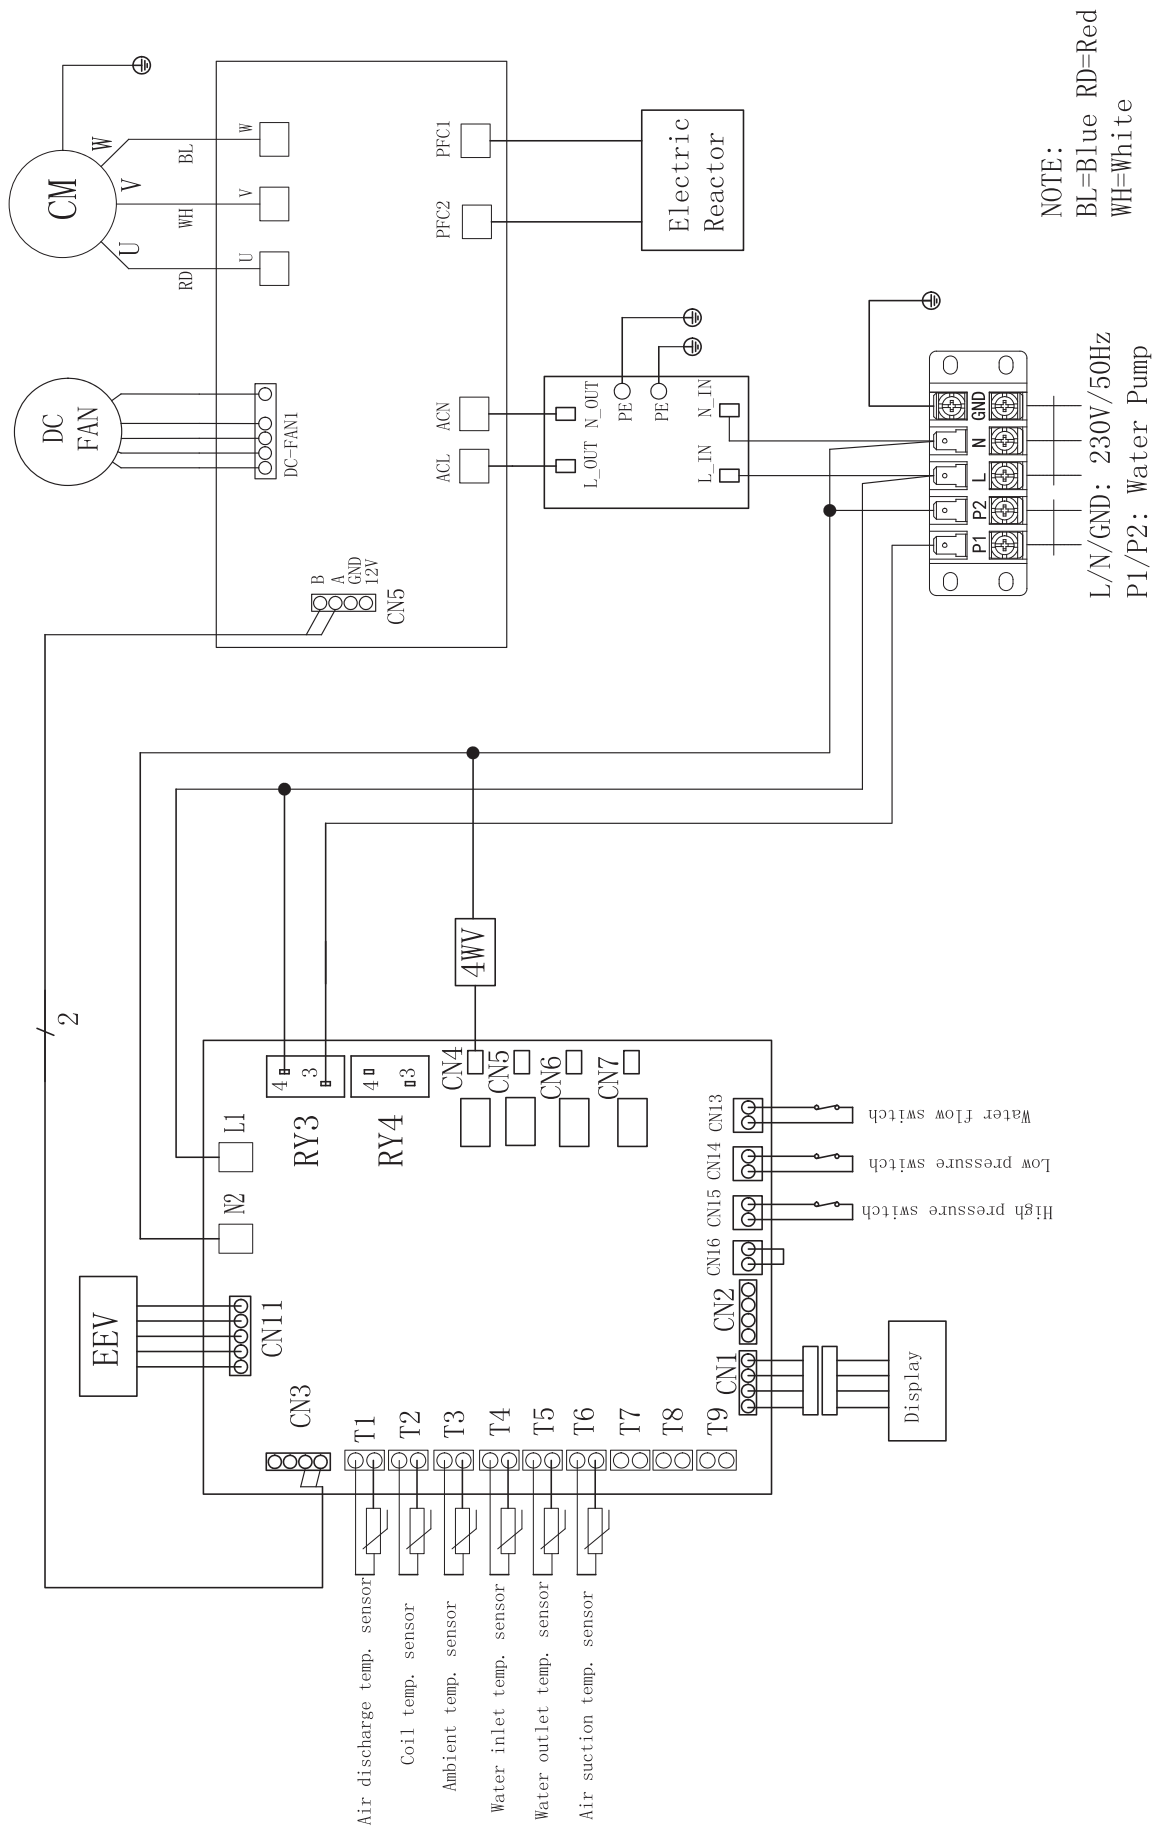 CM
W
V
U
BL
WH
RD
W
V
U
DC
FAN
DC-FAN1
PFC1
PFC2
Electric
Reactor
ACN
ACL
B
A
GND
12V
CN5
N_OUT
L_OUT
PE
PE
N_IN
L_IN
GND
N
L
P2
P1
L/N/GND: 230V/50Hz
P1/P2: Water Pump
NOTE:
BL=Blue RD=Red
WH=White
2
4WV
EEV
CN11
N2
L1
4
3
RY3
4
3
RY4
CN4
CN5
CN6
CN7
CN3
T1
T2
T3
T4
T5
T6
T7
T8
T9
CN1
CN2
CN16
CN15
CN14
CN13
Water flow switch
Low pressure switch
High pressure switch
Display
Air discharge temp. sensor
Coil temp. sensor
Ambient temp. sensor
Water inlet temp. sensor
Water outlet temp. sensor
Air suction temp. sensor